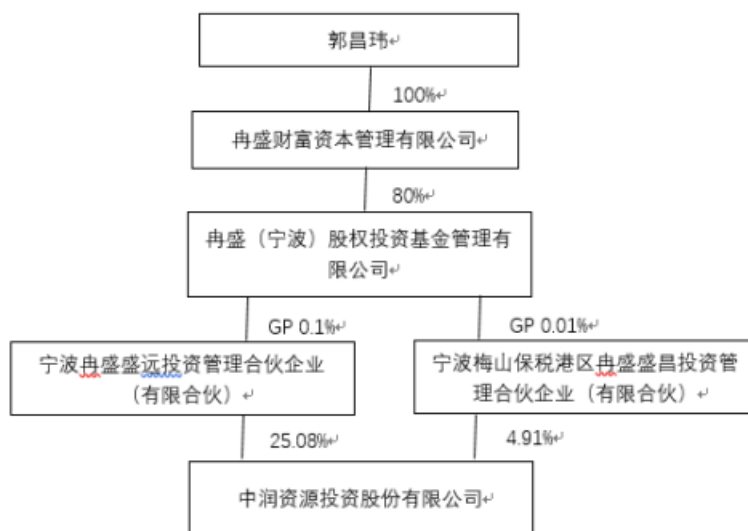 郭昌玮
100%
冉盛财富资本管理有限公司
80%
冉盛（宁波）股权投资基金管理有
限公司
GP 0.1%
GP 0.01%
宁波冉盛盛远投资管理合伙企业
（有限合伙）
宁波梅山保税港区冉盛盛昌投资管
理合伙企业（有限合伙）
25.08%
4.91%
中润资源投资股份有限公司